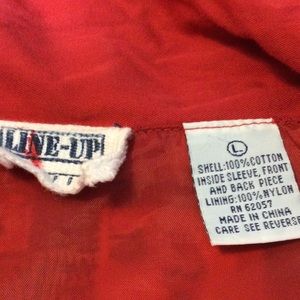 LINE-UP
L
SHELL:100%COTTON
INSIDE SLEEVE, FRONT
AND BACK PIECE
LINING:100%NYLON
RN 62057
MADE IN CHINA
CARE SEE REVERSE